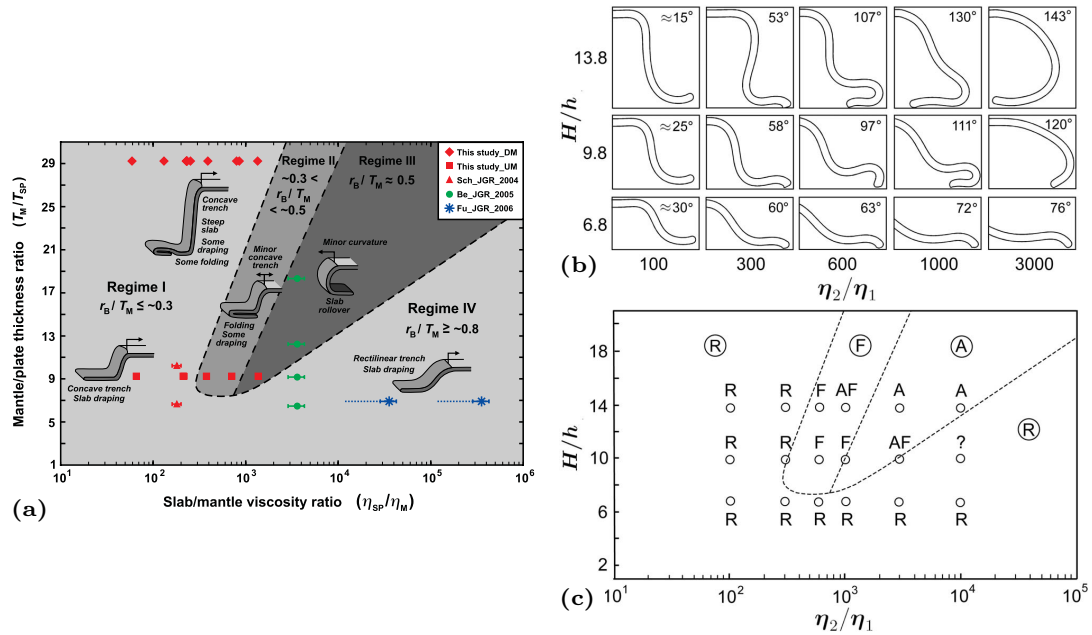 29
25
21
17
13
9
5
1
Mantle/plate thickness ratio (T_M/T_SP)
10^1
10^2
10^3
10^4
10^5
10^6
Slab/mantle viscosity ratio (η_SP/η_M)
(a)
This study_DM
This study_UM
Sch_JGR_2004
Be_JGR_2005
Fu_JGR_2006
Regime II
~0.3 <
r_B/
T_M
< ~0.5
Regime III
r_B/T_M ≈ 0.5
Concave
trench
Steep
slab
Some
draping
Some folding
Minor
concave
trench
Folding
Some
draping
Minor curvature
Slab
rollover
Regime I
r_B/ T_M ≤ ~0.3
Concave trench
Slab draping
Regime IV
r_B/ T_M ≥ ~0.8
Rectilinear trench
Slab draping
H/h
13.8
≈15°
53°
107°
130°
143°
9.8
≈25°
58°
97°
111°
120°
6.8
≈30°
60°
63°
72°
76°
100
300
600
1000
3000
(b)
η_2/η_1
H/h
18
14
10
6
2
R
F
A
R
R
R
F
AF
A
A
R
R
F
F
AF
?
R
R
R
R
R
R
10^1
10^2
10^3
10^4
10^5
(c)
η_2/η_1